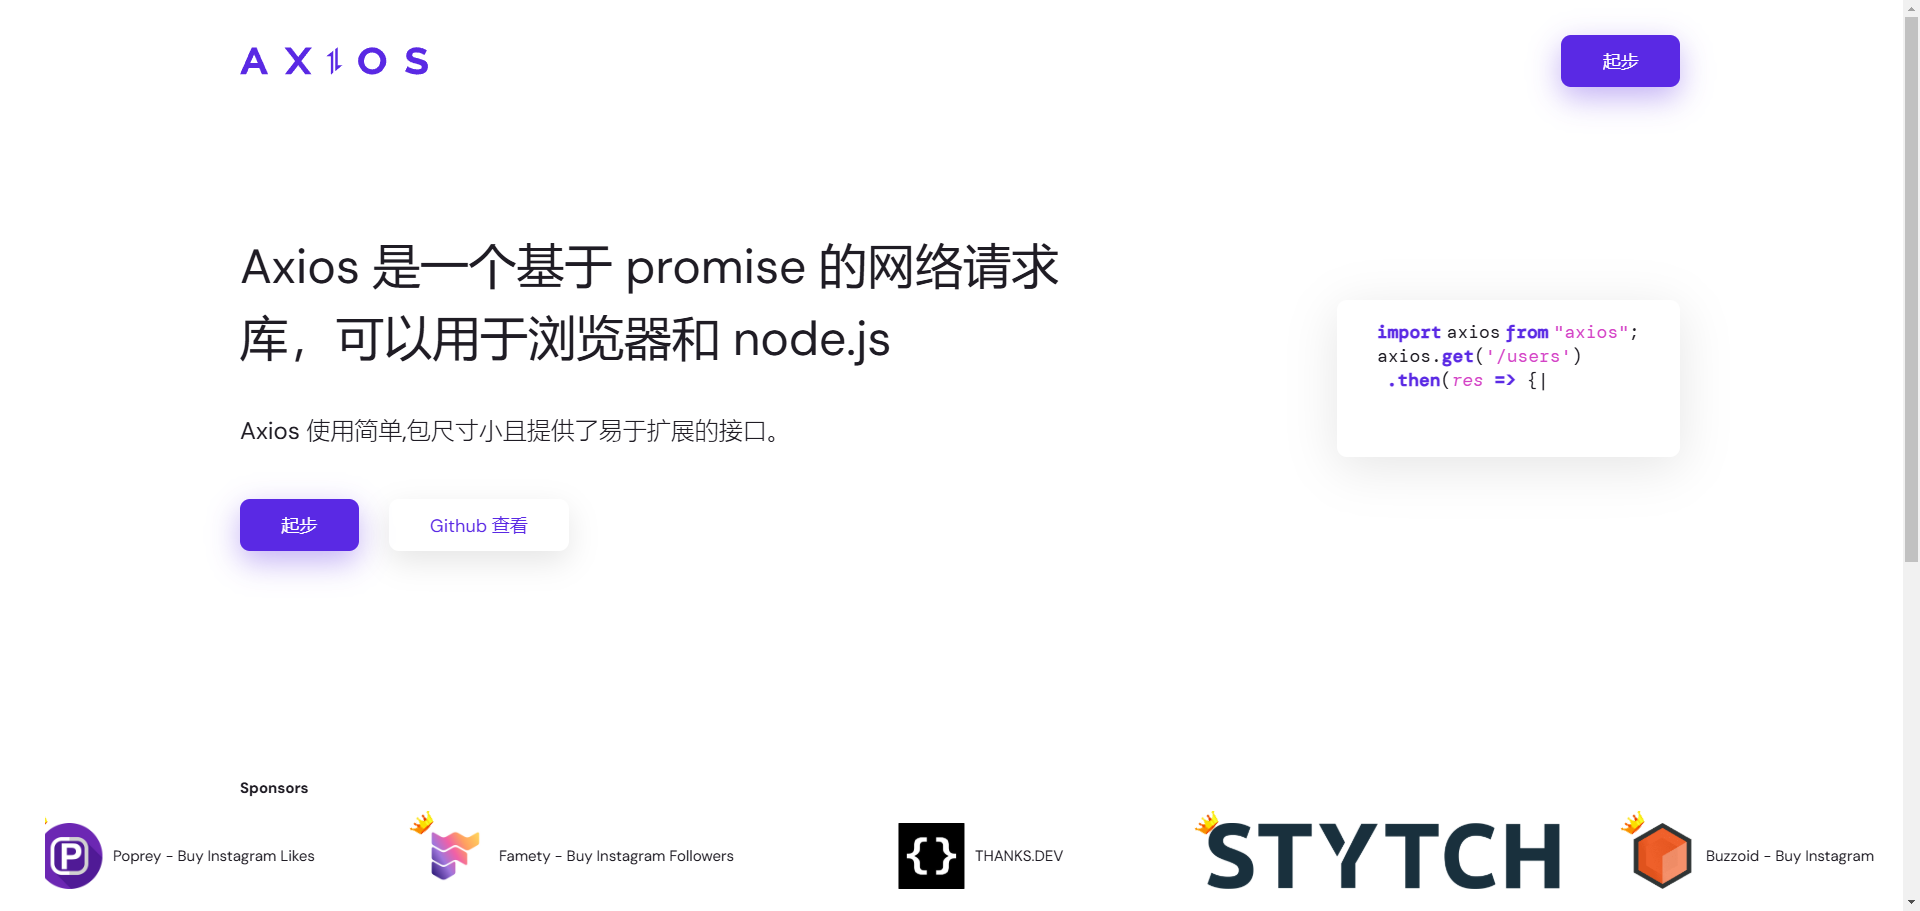 AXIOS
起步
Axios 是一个基于 promise 的网络请求
库，可以用于浏览器和 node.js
Axios 使用简单,包尺寸小且提供了易于扩展的接口。
起步
Github 查看
import axios from "axios";
axios.get('/users')
.then(res => {|
Sponsors
P
Poprey - Buy Instagram Likes
Famety - Buy Instagram Followers
{}
THANKS.DEV
STYTCH
Buzzoid - Buy Instagram